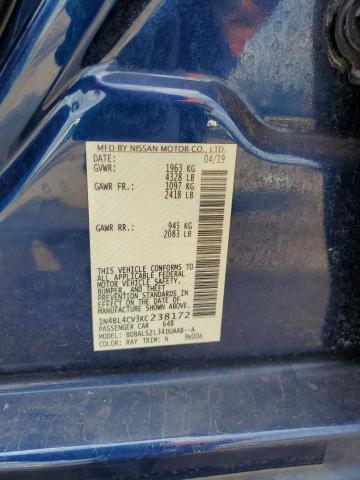 MFD BY NISSAN MOTOR CO., LTD.
DATE: 04/19
GVWR: 1963 KG
4328 LB
GAWR FR: 1097 KG
2418 LB
GAWR RR: 945 KG
2083 LB
THIS VEHICLE CONFORMS TO
ALL APPLICABLE FEDERAL
MOTOR VEHICLE SAFETY,
BUMPER, AND THEFT
PREVENTION STANDARDS
IN EFFECT ON THE DATE OF
MANUFACTURE SHOWN ABOVE.
1N4BL4CV3KC238172
PASSENGER CAR 648
MODEL: BDBALSZL34DUAAB--A
COLOR: RAY TRIM: N 9N00A